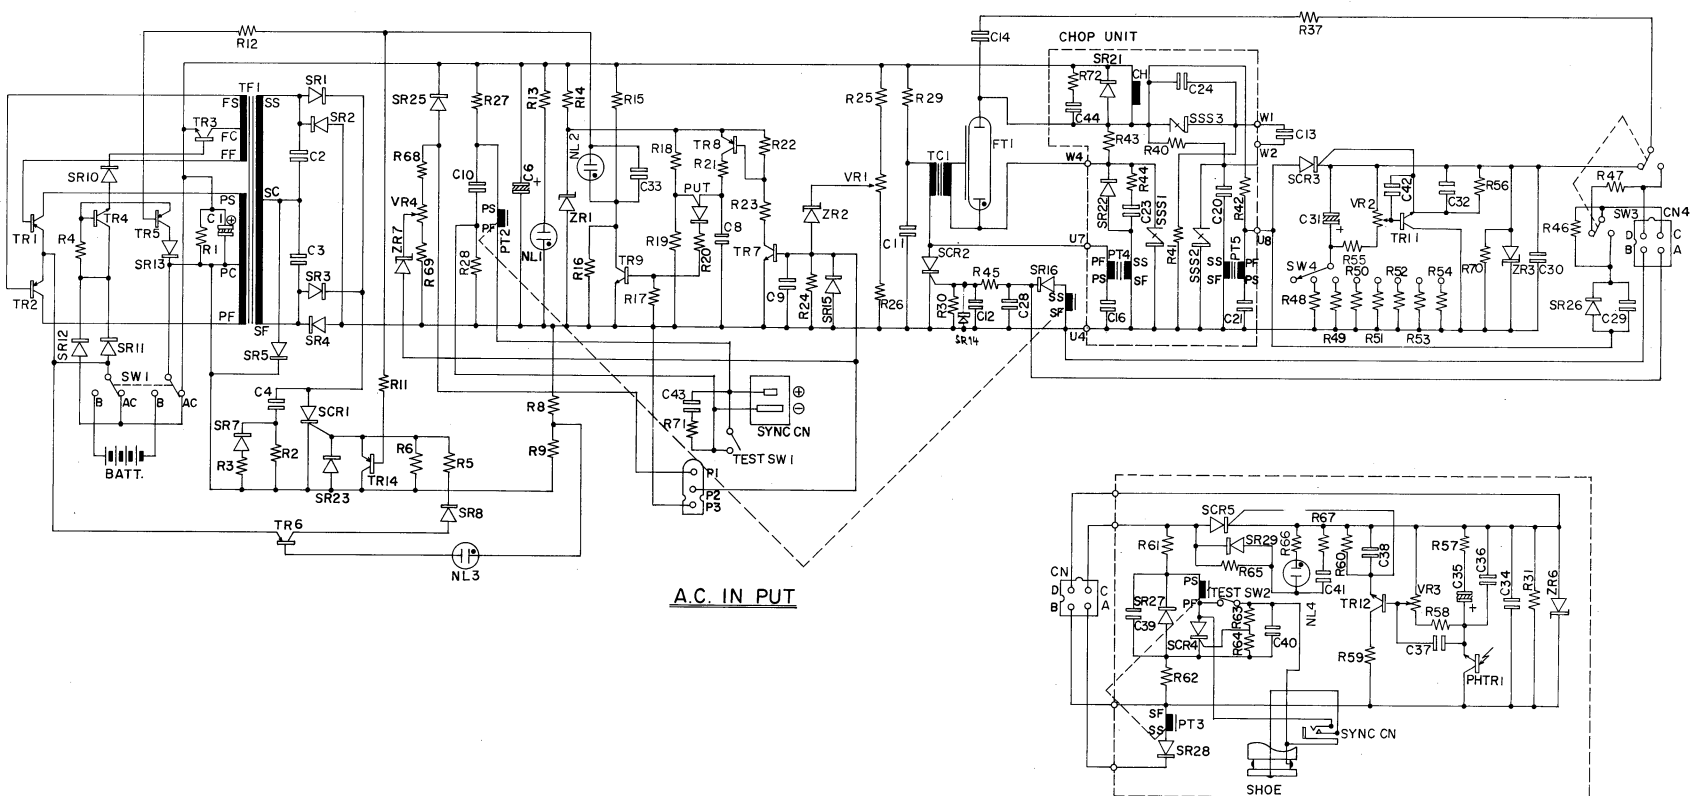 R12
C14
R37
CHOP UNIT
TF1
SR1
SR2
FS
SS
TR3
FC
FF
C2
SR10
SC
PS
TR1
R4
TR4
TR5
C1
R1
SR13
PC
C3
SR3
TR2
PF
SF
SR4
SR12
SR11
SR5
SW1
B
AC
B
AC
BATT.
C4
SCR1
SR7
R3
R2
SR23
TR14
R6
R5
R11
TR6
SR8
NL3
SR25
R27
R13
R14
R15
R68
VR4
R69
ZR7
C10
PS
PF
PT2
R28
C6
+
NL1
NL2
ZR1
C33
R16
TR9
R17
R18
R19
R21
TR8
PUT
R20
C8
R22
R23
TR7
C9
R24
ZR2
SR15
VR1
R25
R26
R8
R9
C43
R71
SYNC CN
⊕
⊖
TEST SW1
P1
P2
P3
R29
C11
TC1
FT1
SCR2
R30
SR14
C12
R45
C28
SR16
SS
SF
U4
W4
U7
R72
C44
SR21
CH
C24
SSS3
R43
R40
W1
W2
C13
SR22
R44
C23
SSS1
R41
SSS2
C20
R42
U8
PF
PS
PT4
SS
SF
C16
SS
SF
PT5
PF
PS
C21
SCR3
C31
+
VR2
C42
TR11
R55
C32
R56
R70
ZR3
C30
SW4
R48
R49
R50
R51
R52
R53
R54
R47
R46
SW3
CN4
D
C
B
A
SR26
C29
A.C. IN PUT
CN
D
C
B
A
SCR5
R61
SR29
R65
R66
R67
R60
C38
C41
NL4
PS
PF
TEST SW2
SR27
C39
SCR4
R63
R64
C40
R62
SF
SS
PT3
SR28
TR12
R59
VR3
R58
C37
R57
C35
+
C36
PHTR1
C34
R31
ZR6
SYNC CN
SHOE